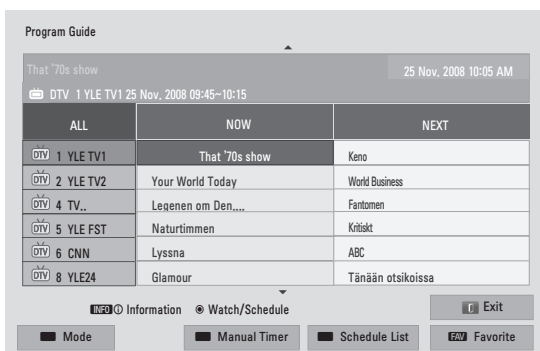 Program Guide
That '70s show
25 Nov, 2008 10:05 AM
DTV 1 YLE TV1 25 Nov. 2008 09:45~10:15
ALL NOW NEXT
DTV 1 YLE TV1 That '70s show Keno
DTV 2 YLE TV2 Your World Today World Business
DTV 4 TV.. Legenen om Den.... Fantomen
DTV 5 YLE FST Naturtimmen Kritiskt
DTV 6 CNN Lyssna ABC
DTV 8 YLE24 Glamour Tänään otsikoissa
INFO ⓘ Information ◉ Watch/Schedule Exit
Mode Manual Timer Schedule List FAV Favorite